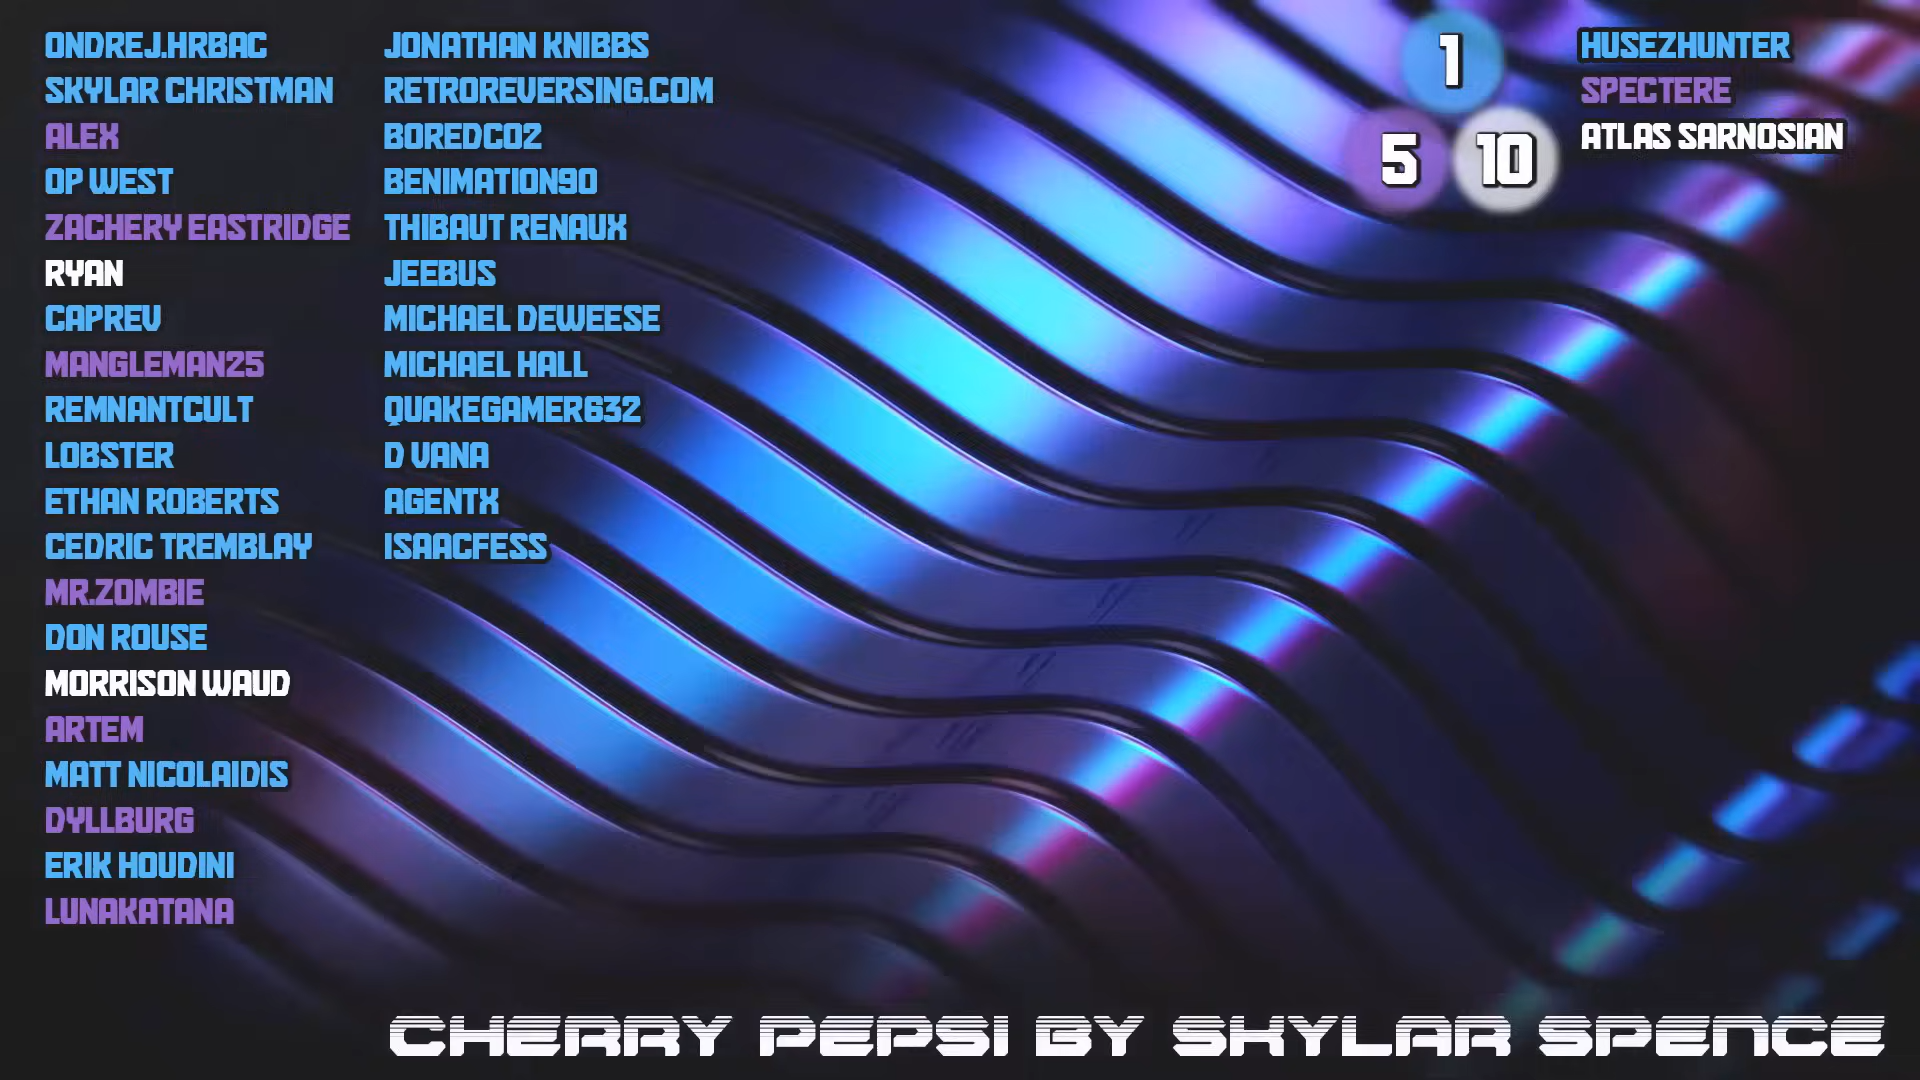 ONDREJ.HRBAC
SKYLAR CHRISTMAN
ALEX
OP WEST
ZACHERY EASTRIDGE
RYAN
CAPREV
MANGLEMAN25
REMNANTCULT
LOBSTER
ETHAN ROBERTS
CEDRIC TREMBLAY
MR.ZOMBIE
DON ROUSE
MORRISON WAUD
ARTEM
MATT NICOLAIDIS
DYLLBURG
ERIK HOUDINI
LUNAKATANA
JONATHAN KNIBBS
RETROREVERSING.COM
BOREDCO2
BENIMATION90
THIBAUT RENAUX
JEEBUS
MICHAEL DEWEESE
MICHAEL HALL
QUAKEGAMER632
D VANA
AGENTX
ISAACFESS
1
5 10
HUSEZHUNTER
SPECTERE
ATLAS SARNOSIAN
CHERRY PEPSI BY SKYLAR SPENCE